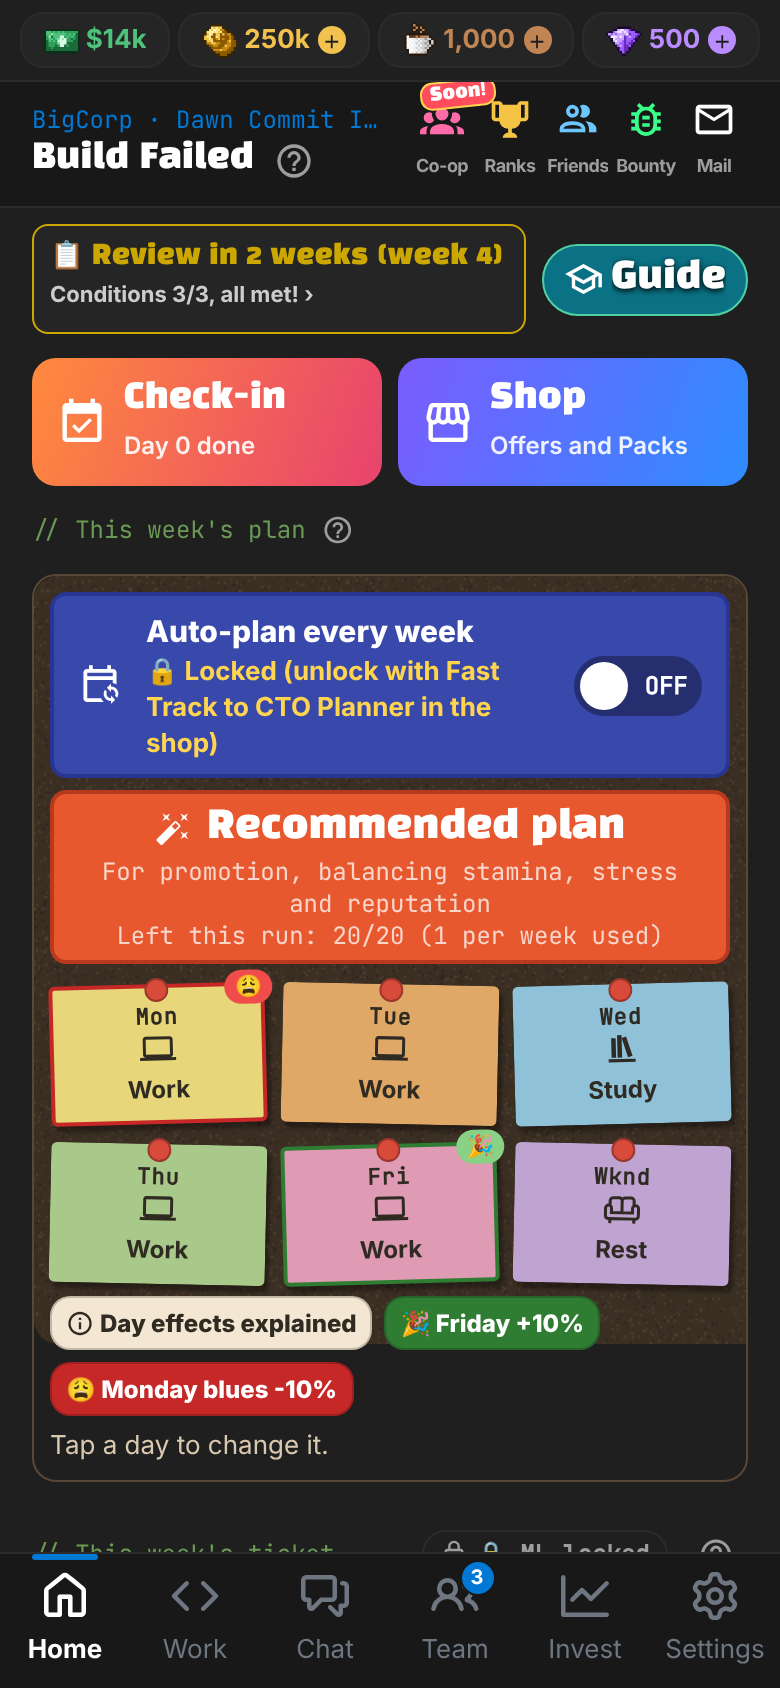 $14k 250k 1,000 500
BigCorp · Dawn Commit I…
Build Failed
Soon!
Co-op Ranks Friends Bounty Mail
📋 Review in 2 weeks (week 4)
Conditions 3/3, all met! ›
Guide
Check-in
Day 0 done
Shop
Offers and Packs
// This week's plan
Auto-plan every week
🔒 Locked (unlock with Fast
Track to CTO Planner in the
shop)
OFF
Recommended plan
For promotion, balancing stamina, stress
and reputation
Left this run: 20/20 (1 per week used)
Mon
Work
Tue
Work
Wed
Study
Thu
Work
Fri
Work
Wknd
Rest
Day effects explained
🎉 Friday +10%
😩 Monday blues -10%
Tap a day to change it.
// This week's ticket
locked
3
Home Work Chat Team Invest Settings